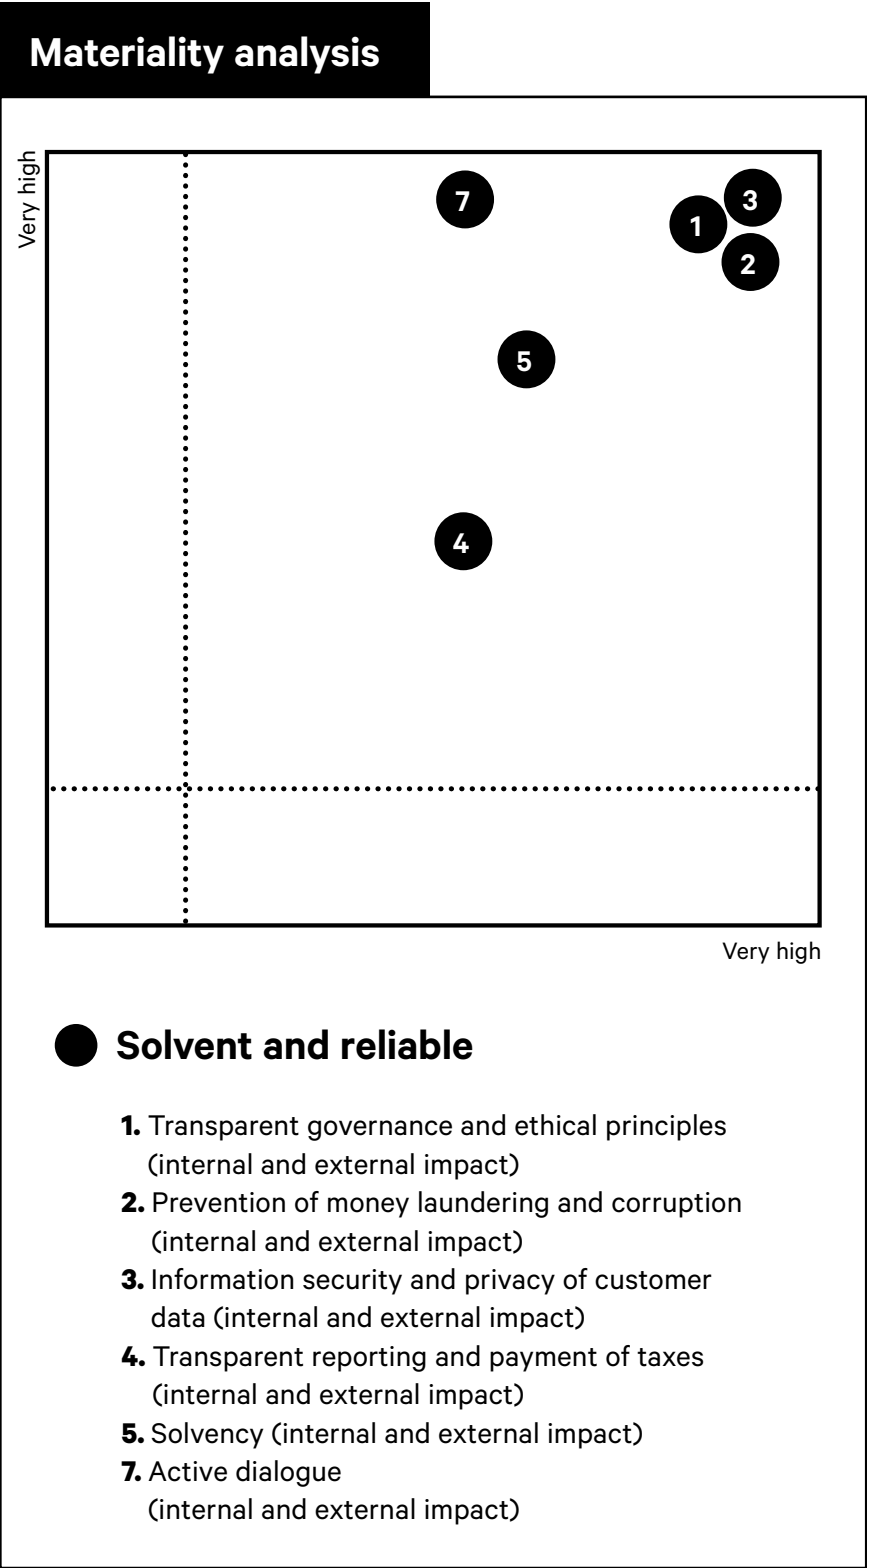 Materiality analysis
Very high
7
3
1
2
5
4
Very high
Solvent and reliable
1. Transparent governance and ethical principles
(internal and external impact)
2. Prevention of money laundering and corruption
(internal and external impact)
3. Information security and privacy of customer
data (internal and external impact)
4. Transparent reporting and payment of taxes
(internal and external impact)
5. Solvency (internal and external impact)
7. Active dialogue
(internal and external impact)